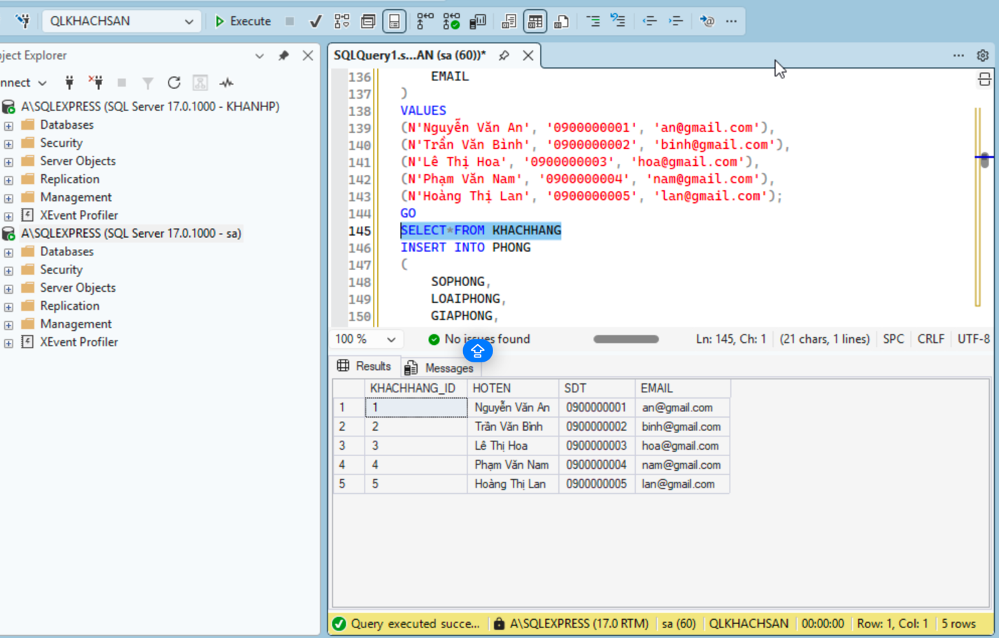 QLKHACHSAN
Execute
ject Explorer
nnect
A\SQLEXPRESS (SQL Server 17.0.1000 - KHANHP)
Databases
Security
Server Objects
Replication
Management
XEvent Profiler
A\SQLEXPRESS (SQL Server 17.0.1000 - sa)
Databases
Security
Server Objects
Replication
Management
XEvent Profiler
SQLQuery1.s...AN (sa (60))*
136 EMAIL
137 )
138 VALUES
139 (N'Nguyễn Văn An', '0900000001', 'an@gmail.com'),
140 (N'Trần Văn Bình', '0900000002', 'binh@gmail.com'),
141 (N'Lê Thị Hoa', '0900000003', 'hoa@gmail.com'),
142 (N'Phạm Văn Nam', '0900000004', 'nam@gmail.com'),
143 (N'Hoàng Thị Lan', '0900000005', 'lan@gmail.com');
144 GO
145 SELECT*FROM KHACHHANG
146 INSERT INTO PHONG
147 (
148 SOPHONG,
149 LOAIPHONG,
150 GIAPHONG,
100 % No issues found Ln: 145, Ch: 1 (21 chars, 1 lines) SPC CRLF UTF-8
Results Messages
KHACHHANG_ID HOTEN SDT EMAIL
1 1 Nguyễn Văn An 0900000001 an@gmail.com
2 2 Trần Văn Bình 0900000002 binh@gmail.com
3 3 Lê Thị Hoa 0900000003 hoa@gmail.com
4 4 Phạm Văn Nam 0900000004 nam@gmail.com
5 5 Hoàng Thị Lan 0900000005 lan@gmail.com
Query executed succe... A\SQLEXPRESS (17.0 RTM) sa (60) QLKHACHSAN 00:00:00 Row: 1, Col: 1 5 rows